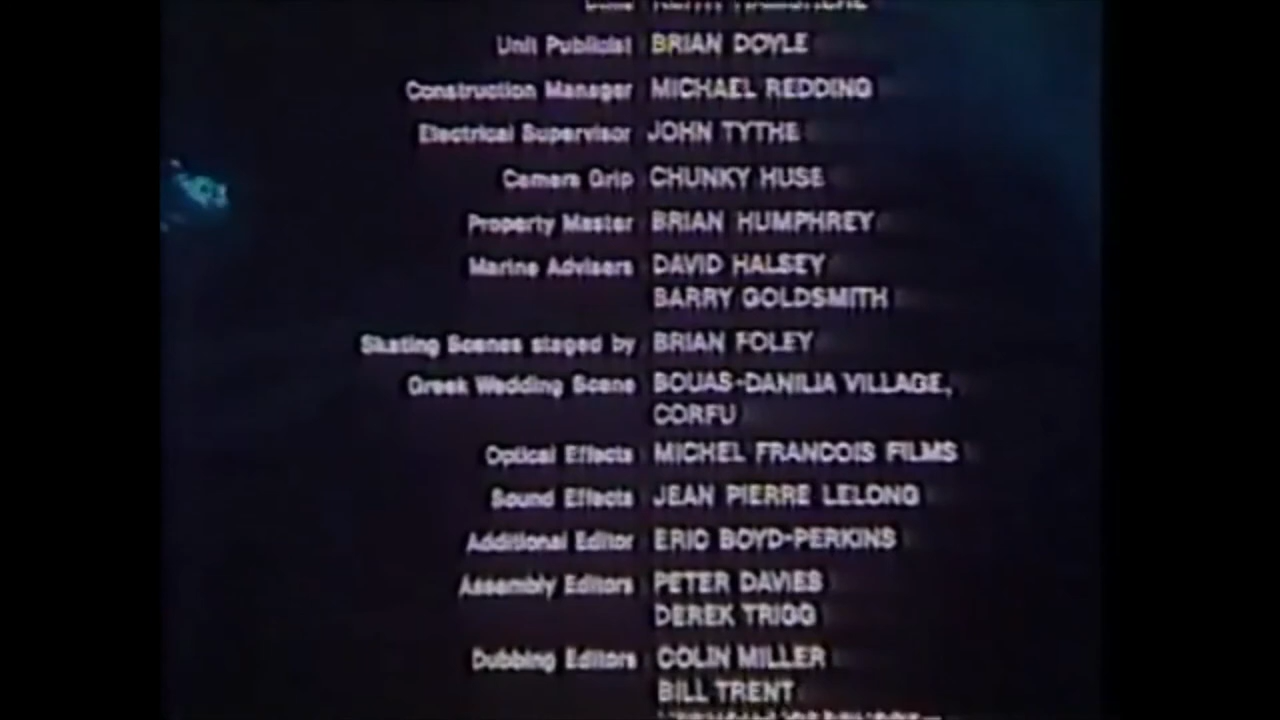 Unit Publicist BRIAN DOYLE
Construction Manager MICHAEL REDDING
Electrical Supervisor JOHN TYTHE
Camera Grip CHUNKY HUSE
Property Master BRIAN HUMPHREY
Marine Advisers DAVID HALSEY
BARRY GOLDSMITH
Skating Scenes staged by BRIAN FOLEY
Greek Wedding Scene BOUAS-DANILIA VILLAGE,
CORFU
Optical Effects MICHEL FRANCOIS FILMS
Sound Effects JEAN PIERRE LELONG
Additional Editor ERIC BOYD-PERKINS
Assembly Editors PETER DAVIES
DEREK TRIGG
Dubbing Editors COLIN MILLER
BILL TRENT